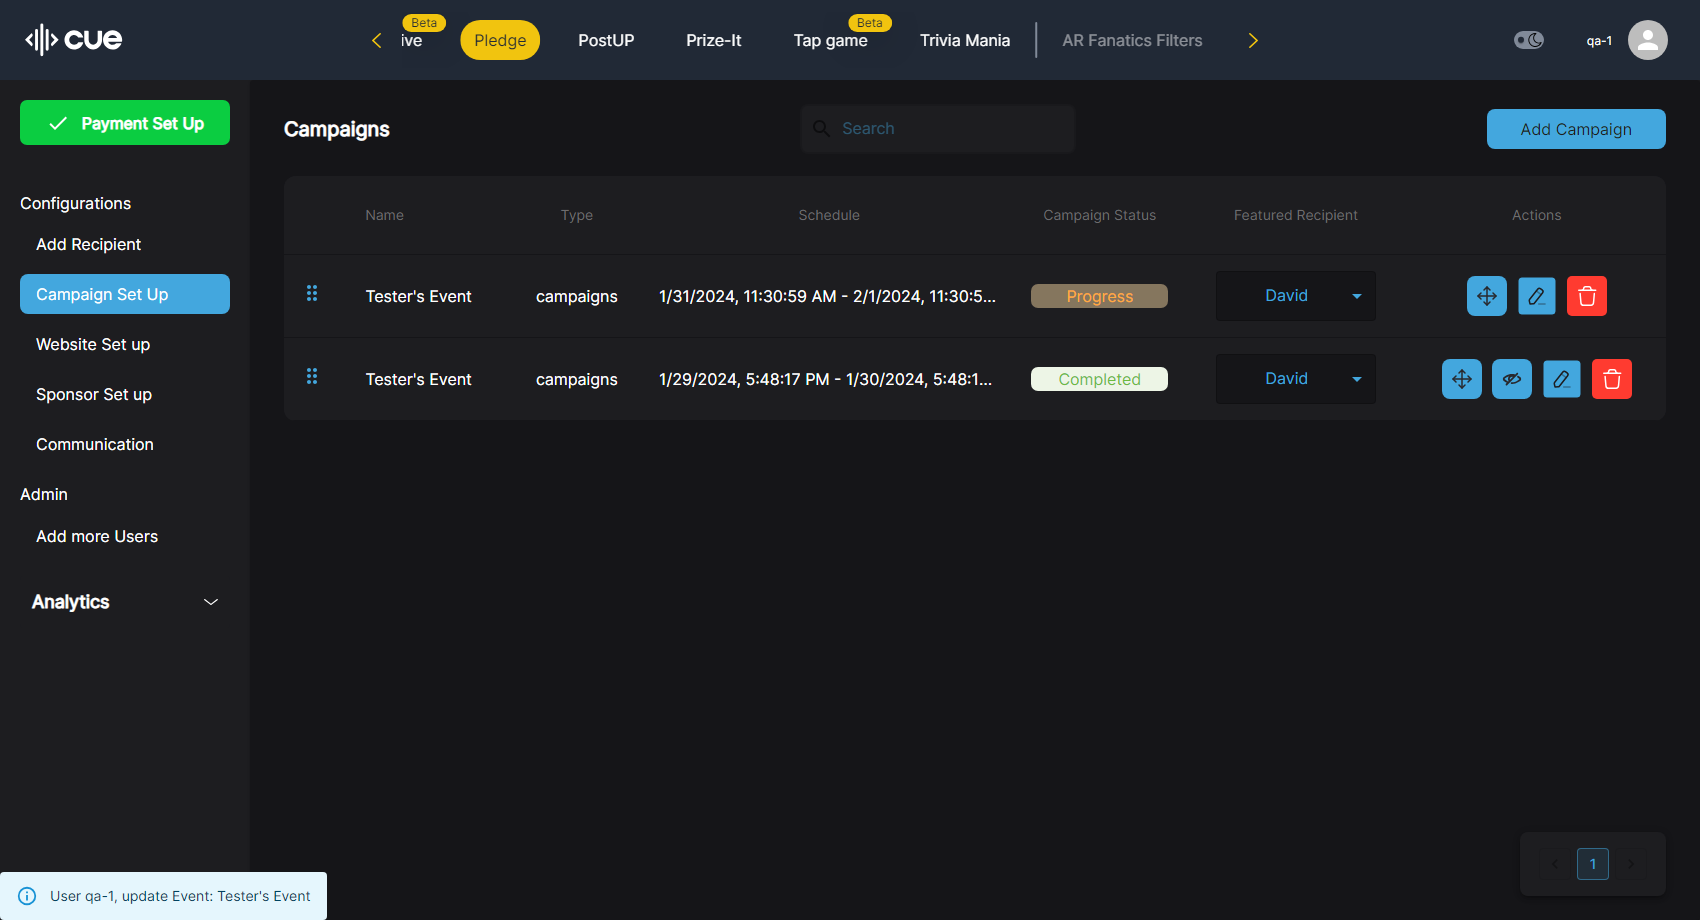 cue
Beta
ive
Pledge
PostUP
Prize-It
Beta
Tap game
Trivia Mania
AR Fanatics Filters
qa-1
Payment Set Up
Configurations
Add Recipient
Campaign Set Up
Website Set up
Sponsor Set up
Communication
Admin
Add more Users
Analytics
Campaigns
Search
Add Campaign
Name Type Schedule Campaign Status Featured Recipient Actions
Tester's Event campaigns 1/31/2024, 11:30:59 AM - 2/1/2024, 11:30:5... Progress David
Tester's Event campaigns 1/29/2024, 5:48:17 PM - 1/30/2024, 5:48:1... Completed David
1
User qa-1, update Event: Tester's Event